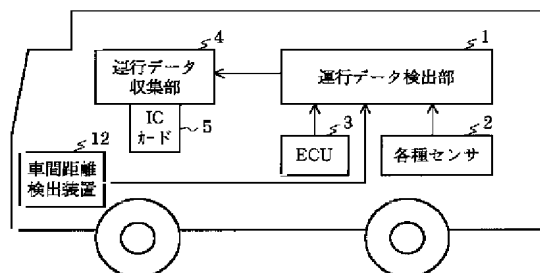 4
運行データ
収集部
1
運行データ検出部
IC
カード
5
12
車間距離
検出装置
3
ECU
2
各種センサ